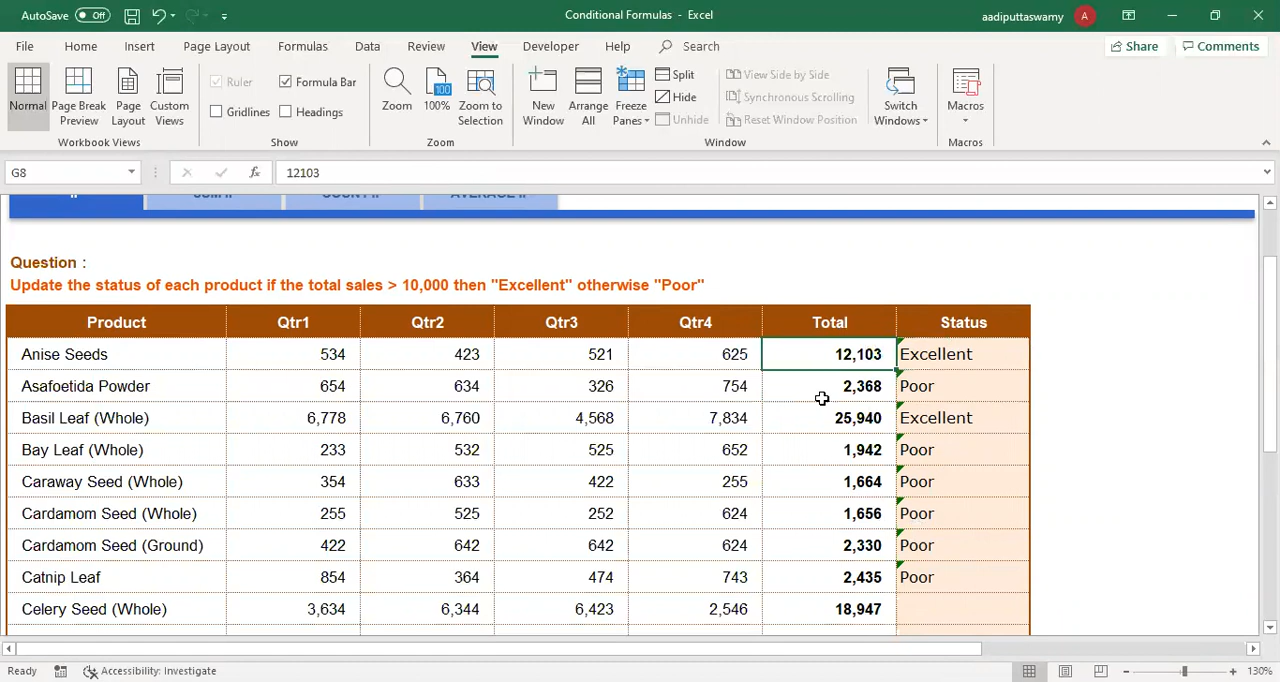 AutoSave Off Conditional Formulas - Excel aadiputtaswamy A
File Home Insert Page Layout Formulas Data Review View Developer Help Search Share Comments
Normal Page Break Preview Page Layout Custom Views
Workbook Views
Ruler Formula Bar
Gridlines Headings
Show
Zoom 100% Zoom to Selection
Zoom
New Window Arrange All Freeze Panes
Split
Hide
Unhide
View Side by Side
Synchronous Scrolling
Reset Window Position
Switch Windows
Window
Macros
Macros
G8 fx 12103
IF SUM IF COUNT IF AVERAGE IF
Question :
Update the status of each product if the total sales > 10,000 then "Excellent" otherwise "Poor"
Product Qtr1 Qtr2 Qtr3 Qtr4 Total Status
Anise Seeds 534 423 521 625 12,103 Excellent
Asafoetida Powder 654 634 326 754 2,368 Poor
Basil Leaf (Whole) 6,778 6,760 4,568 7,834 25,940 Excellent
Bay Leaf (Whole) 233 532 525 652 1,942 Poor
Caraway Seed (Whole) 354 633 422 255 1,664 Poor
Cardamom Seed (Whole) 255 525 252 624 1,656 Poor
Cardamom Seed (Ground) 422 642 642 624 2,330 Poor
Catnip Leaf 854 364 474 743 2,435 Poor
Celery Seed (Whole) 3,634 6,344 6,423 2,546 18,947
Ready Accessibility: Investigate 130%